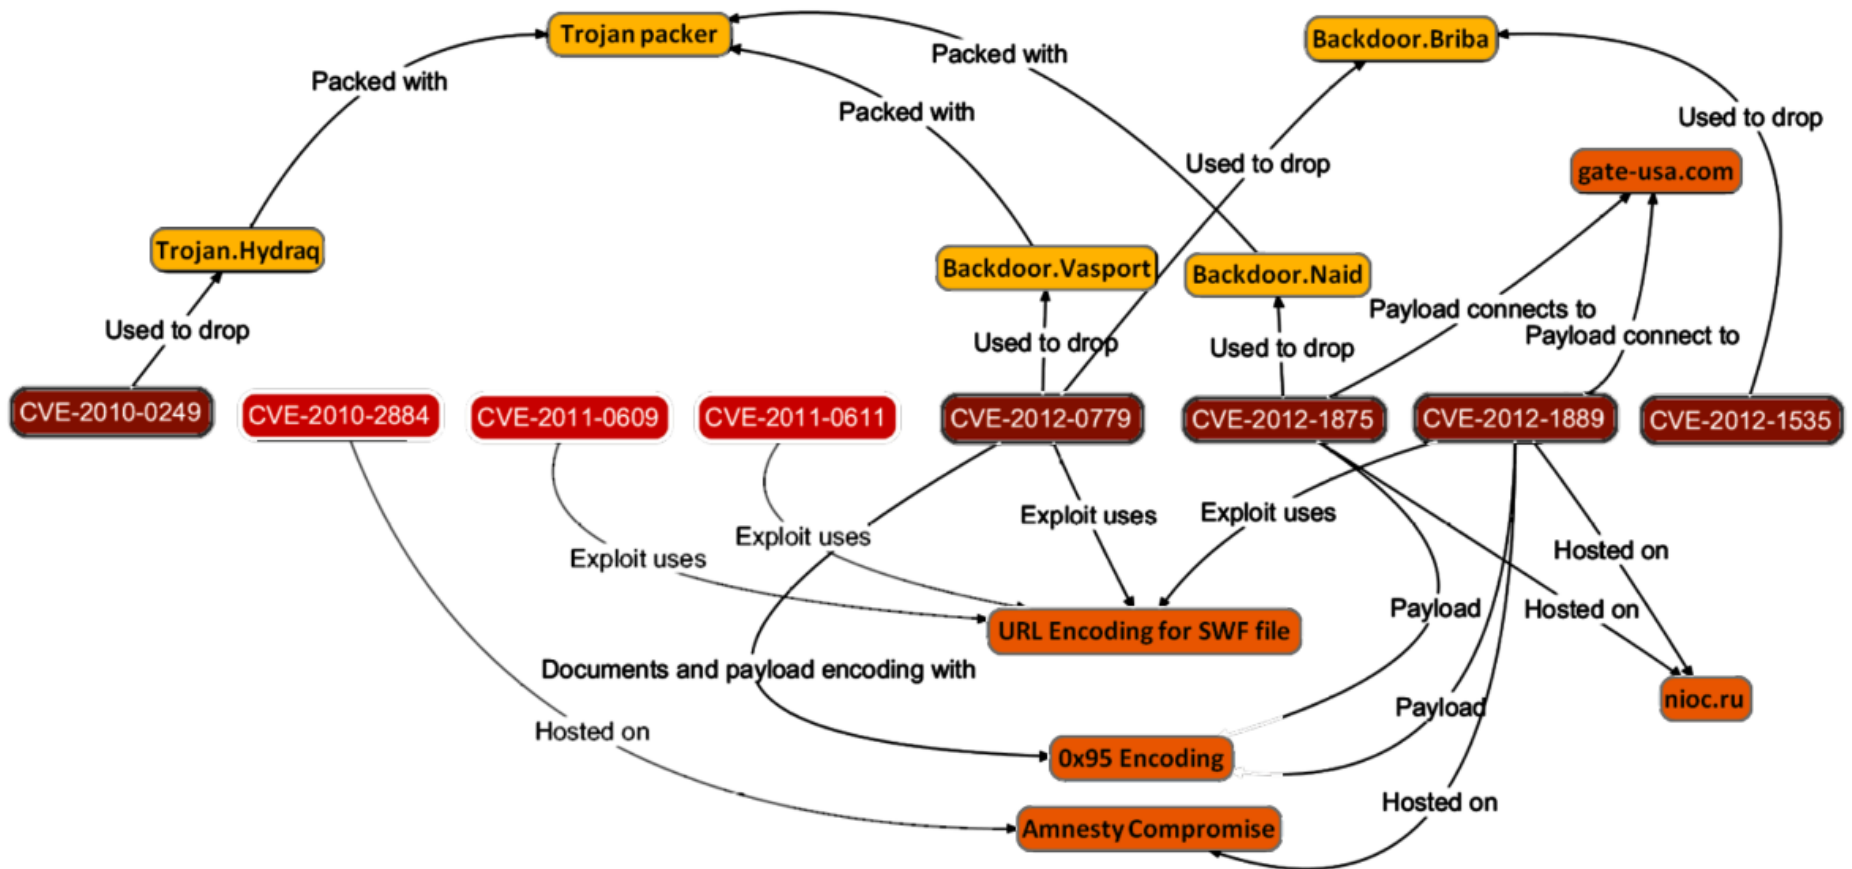 Trojan packer
Backdoor.Briba
Packed with
Packed with
Packed with
Used to drop
Used to drop
gate-usa.com
Trojan.Hydraq
Backdoor.Vasport
Backdoor.Naid
Payload connects to
Used to drop
Used to drop
Used to drop
Payload connect to
CVE-2010-0249
CVE-2010-2884
CVE-2011-0609
CVE-2011-0611
CVE-2012-0779
CVE-2012-1875
CVE-2012-1889
CVE-2012-1535
Exploit uses
Exploit uses
Exploit uses
Exploit uses
Hosted on
Payload
Hosted on
URL Encoding for SWF file
Documents and payload encoding with
nioc.ru
Hosted on
Payload
0x95 Encoding
Hosted on
Amnesty Compromise